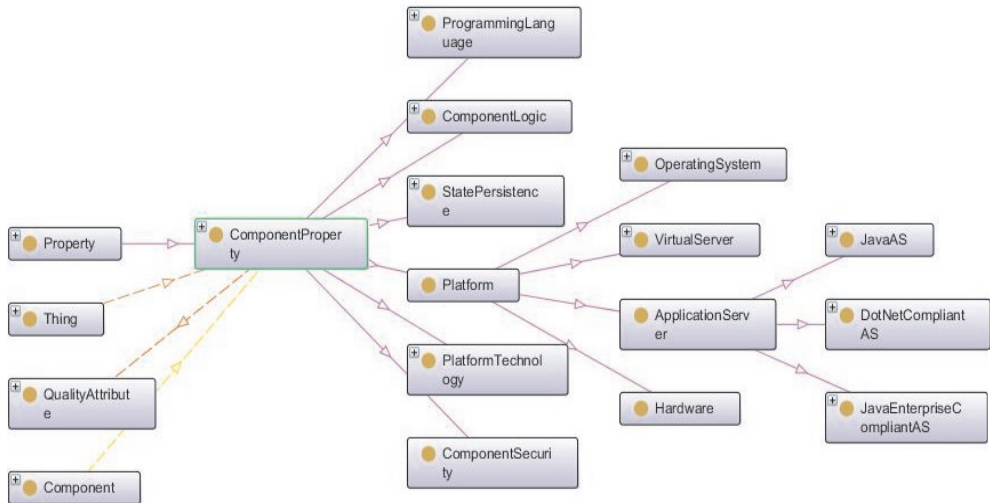 ProgrammingLang
uage
ComponentLogic
OperatingSystem
StatePersistenc
e
Property
ComponentProper
ty
VirtualServer
JavaAS
Platform
Thing
ApplicationServ
er
DotNetCompliant
AS
PlatformTechnol
ogy
QualityAttribut
e
Hardware
JavaEnterpriseC
ompliantAS
ComponentSecuri
ty
Component